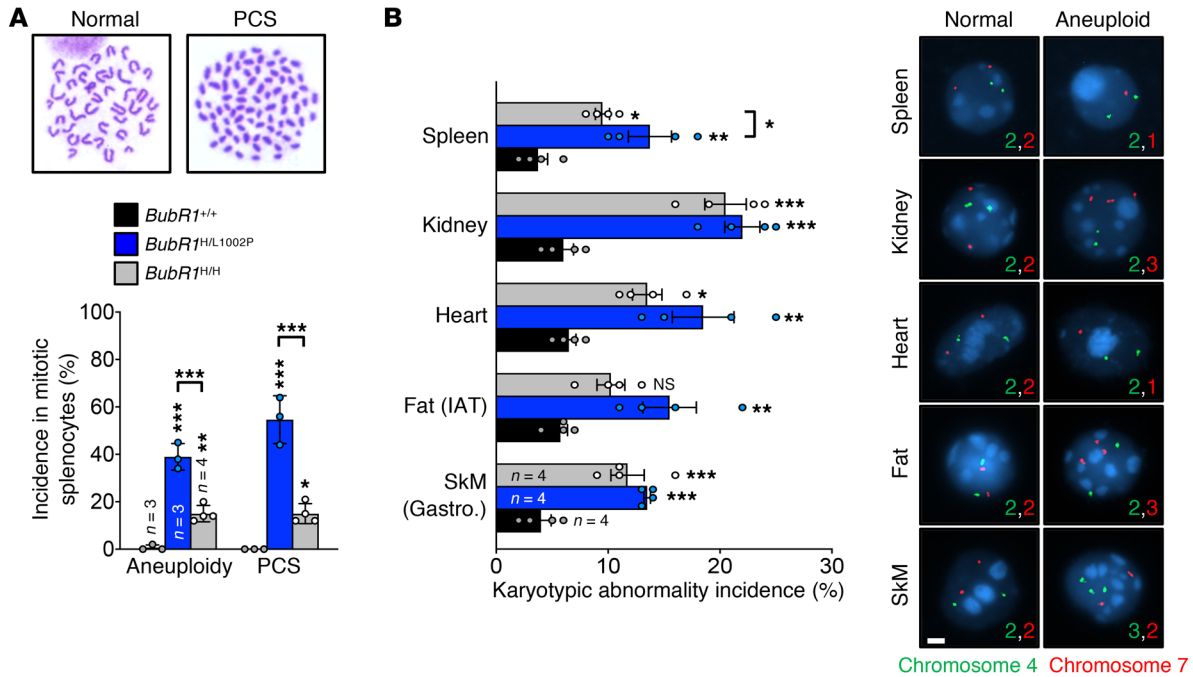 A
Normal
PCS
BubR1+/+
BubR1H/L1002P
BubR1H/H
Incidence in mitotic
splenocytes (%)
100
80
60
40
20
0
n = 3
***
n = 3
***
n = 4
**
***
***
*
Aneuploidy
PCS
B
Spleen
*
**
*
Kidney
***
***
Heart
*
**
Fat (IAT)
NS
**
SkM
(Gastro.)
n = 4
***
n = 4
***
n = 4
0
10
20
30
Karyotypic abnormality incidence (%)
Normal
Aneuploid
Spleen
2,2
2,1
Kidney
2,2
2,3
Heart
2,2
2,1
Fat
2,2
2,3
SkM
2,2
3,2
Chromosome 4
Chromosome 7